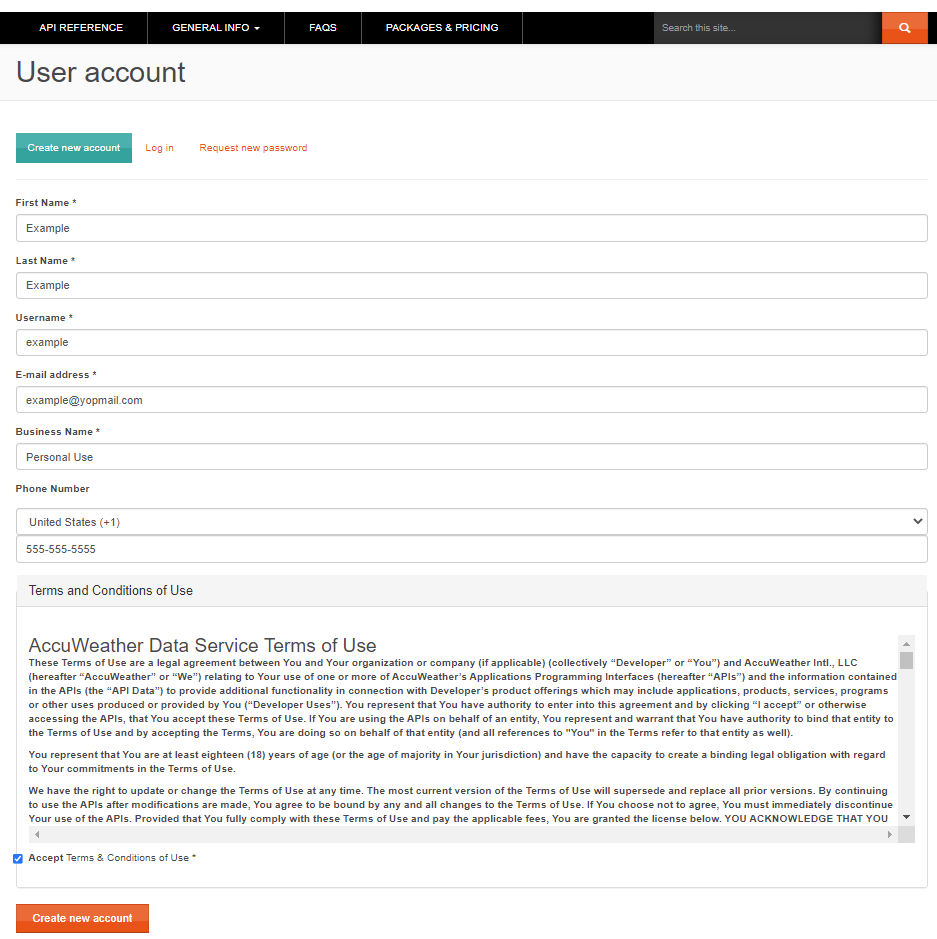 API REFERENCE GENERAL INFO FAQS PACKAGES & PRICING Search this site...
User account
Create new account Log in Request new password
First Name *
Example
Last Name *
Example
Username *
example
E-mail address *
example@yopmail.com
Business Name *
Personal Use
Phone Number
United States (+1)
555-555-5555
Terms and Conditions of Use
AccuWeather Data Service Terms of Use
These Terms of Use are a legal agreement between You and Your organization or company (if applicable) (collectively “Developer” or “You”) and AccuWeather Intl., LLC
(hereafter “AccuWeather” or “We”) relating to Your use of one or more of AccuWeather’s Applications Programming Interfaces (hereafter “APIs”) and the information contained
in the APIs (the “API Data”) to provide additional functionality in connection with Developer’s product offerings which may include applications, products, services, programs
or other uses produced or provided by You (“Developer Uses”). You represent that You have authority to enter into this agreement and by clicking “I accept” or otherwise
accessing the APIs, that You accept these Terms of Use. If You are using the APIs on behalf of an entity, You represent and warrant that You have authority to bind that entity to
the Terms of Use and by accepting the Terms, You are doing so on behalf of that entity (and all references to "You" in the Terms refer to that entity as well).
You represent that You are at least eighteen (18) years of age (or the age of majority in Your jurisdiction) and have the capacity to create a binding legal obligation with regard
to Your commitments in the Terms of Use.
We have the right to update or change the Terms of Use at any time. The most current version of the Terms of Use will supersede and replace all prior versions. By continuing
to use the APIs after modifications are made, You agree to be bound by any and all changes to the Terms of Use. If You choose not to agree, You must immediately discontinue
Your use of the APIs. Provided that You fully comply with these Terms of Use and pay the applicable fees, You are granted the license below. YOU ACKNOWLEDGE THAT YOU
Accept Terms & Conditions of Use *
Create new account